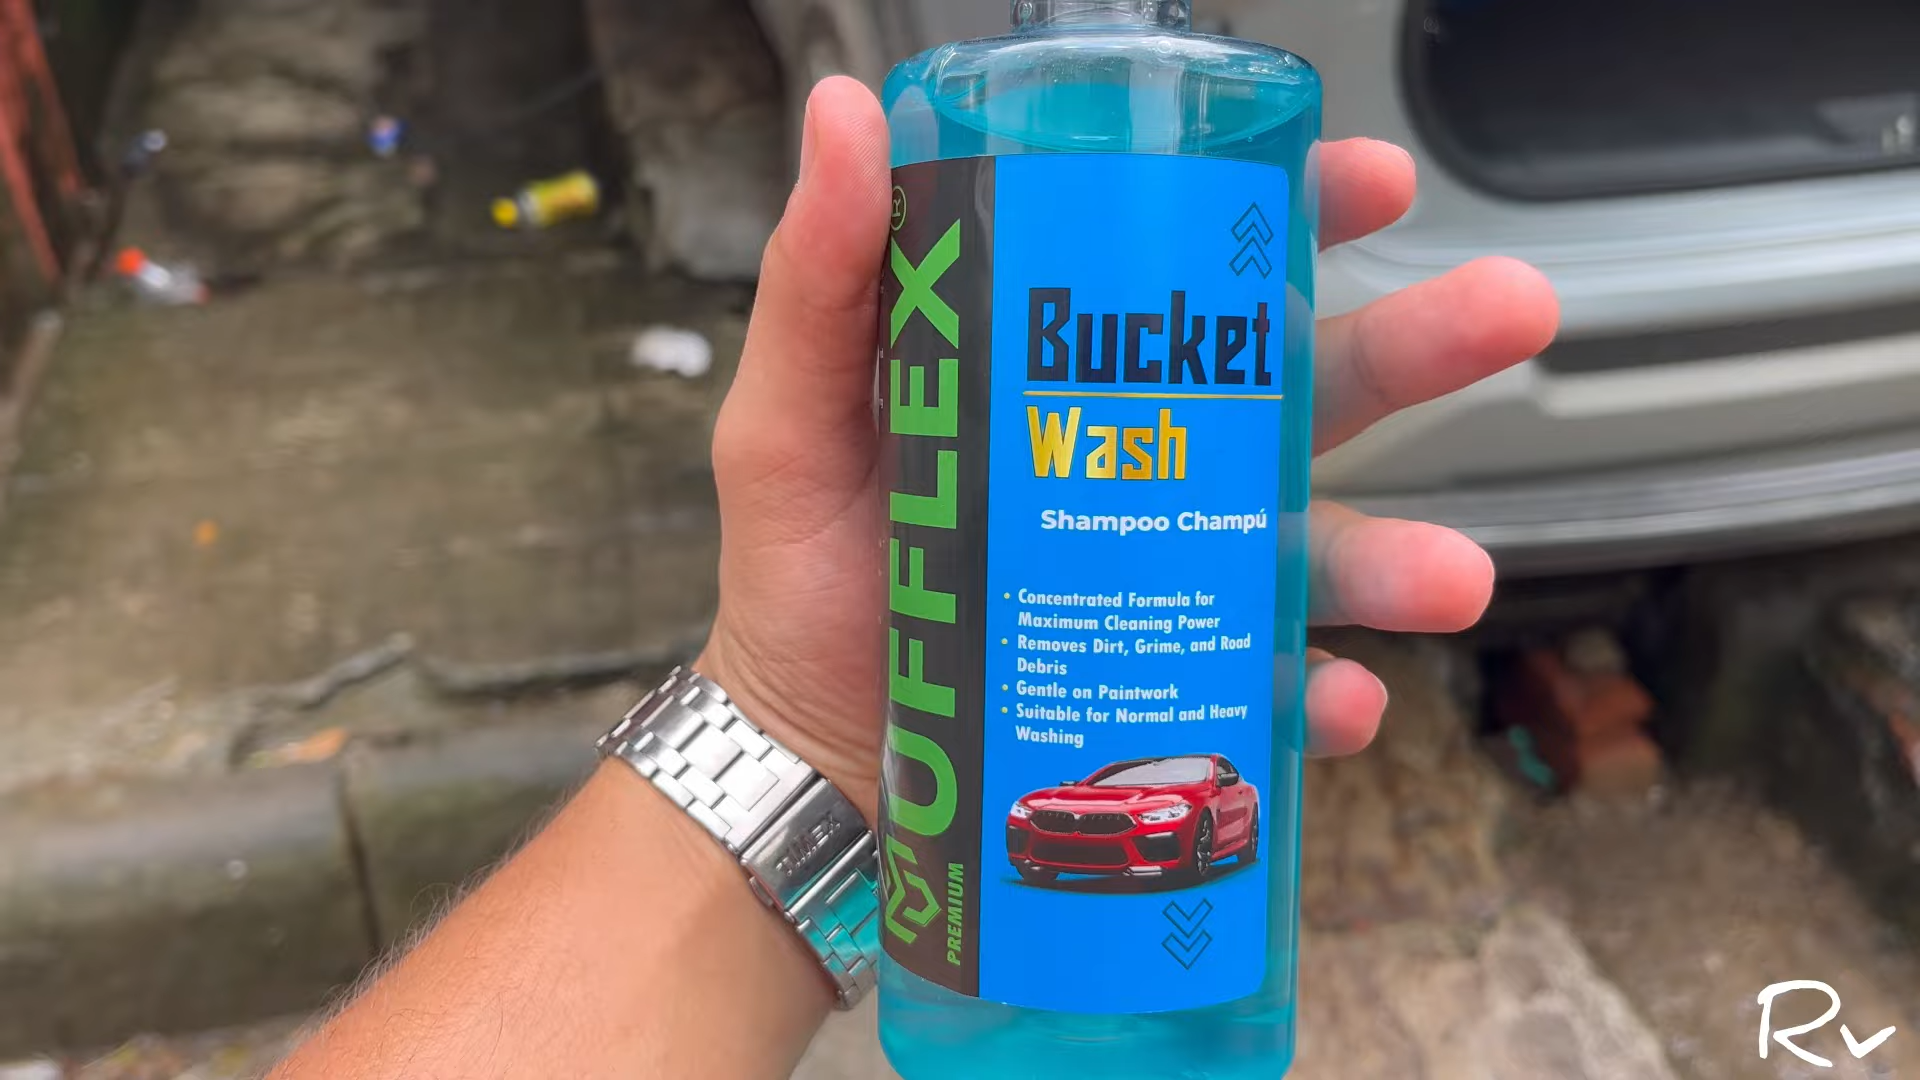 MUFFLEX®
PREMIUM
Bucket
Wash
Shampoo Champú
• Concentrated Formula for
Maximum Cleaning Power
• Removes Dirt, Grime, and Road
Debris
• Gentle on Paintwork
• Suitable for Normal and Heavy
Washing
TIMEX
Rv